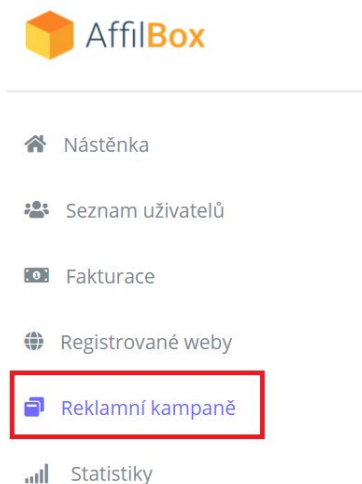 AffilBox
Nástěnka
Seznam uživatelů
Fakturace
Registrované weby
Reklamní kampaně
Statistiky